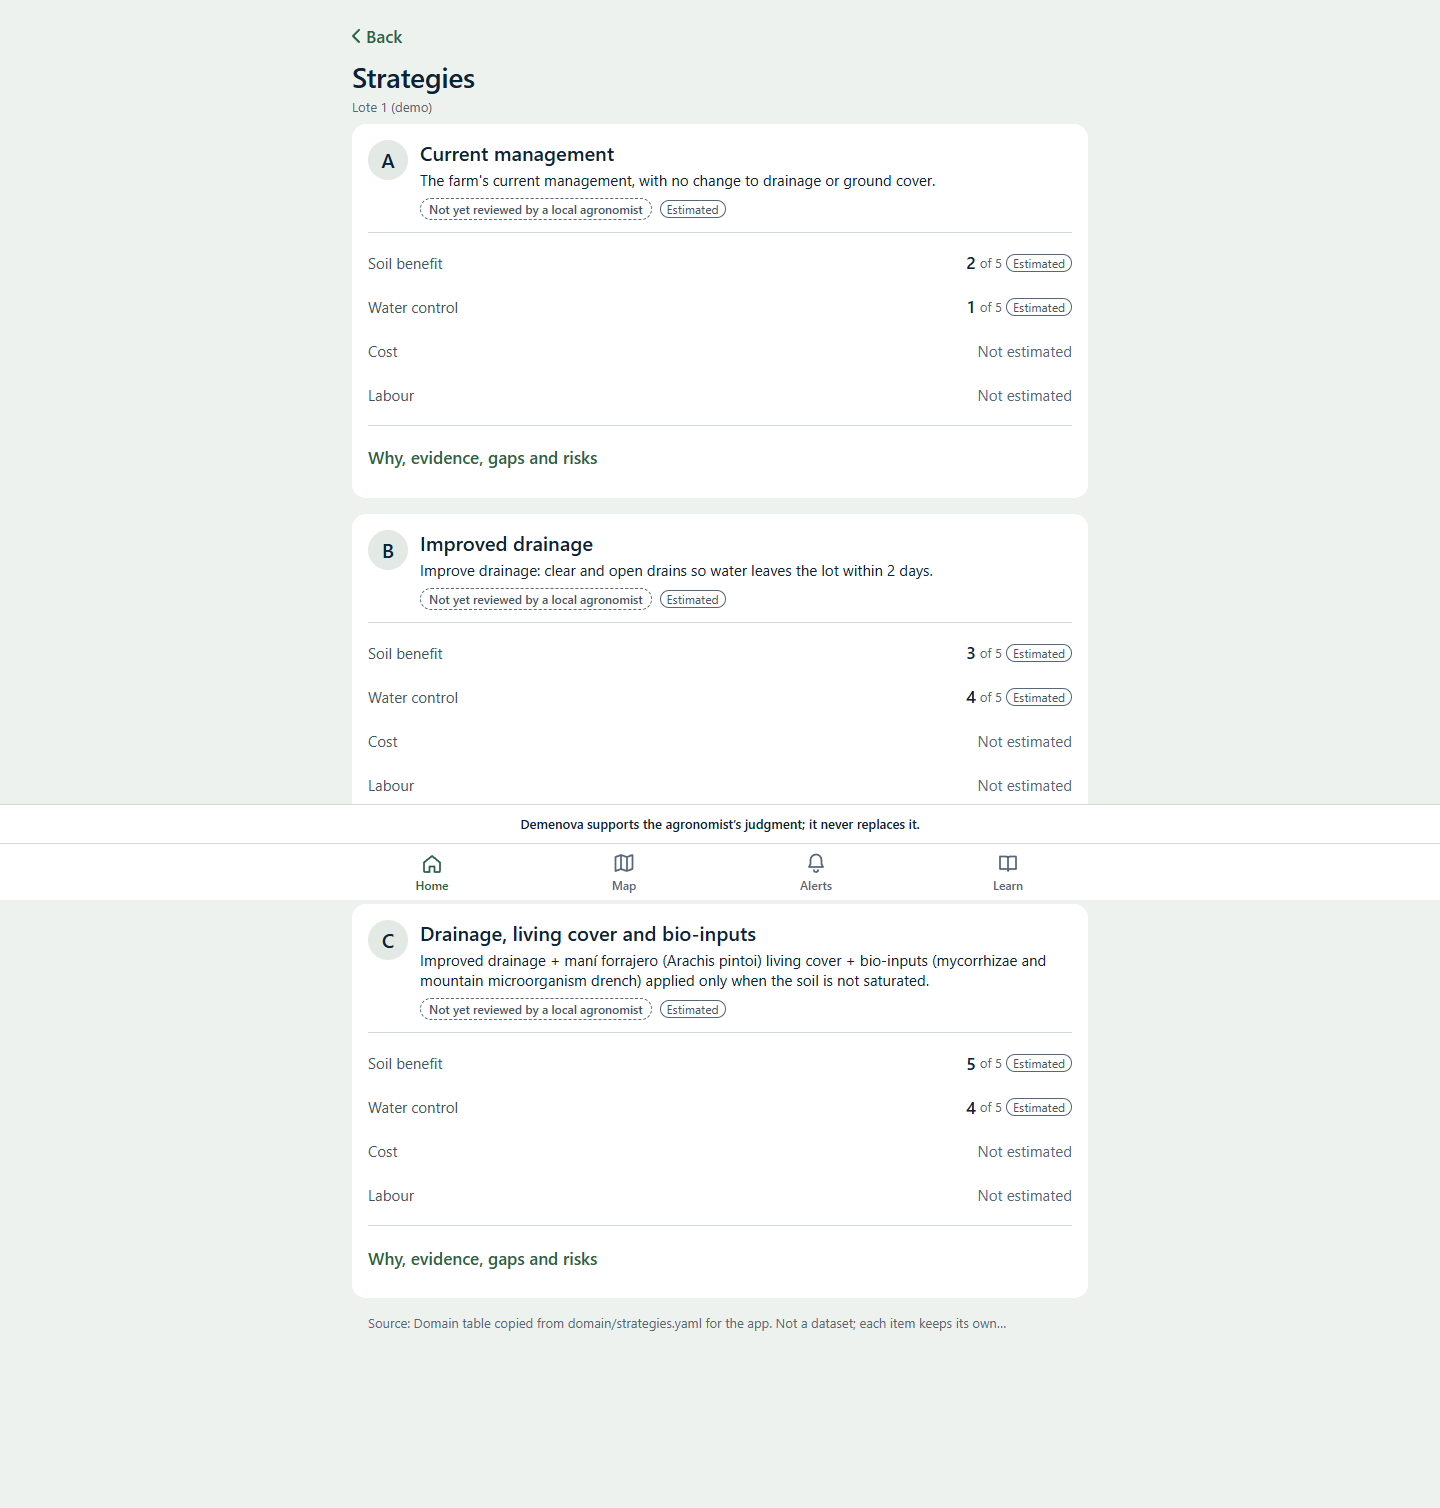 Back
Strategies
Lote 1 (demo)
A
Current management
The farm's current management, with no change to drainage or ground cover.
Not yet reviewed by a local agronomist Estimated
Soil benefit 2 of 5 Estimated
Water control 1 of 5 Estimated
Cost Not estimated
Labour Not estimated
Why, evidence, gaps and risks
B
Improved drainage
Improve drainage: clear and open drains so water leaves the lot within 2 days.
Not yet reviewed by a local agronomist Estimated
Soil benefit 3 of 5 Estimated
Water control 4 of 5 Estimated
Cost Not estimated
Labour Not estimated
Demenova supports the agronomist's judgment; it never replaces it.
Home Map Alerts Learn
C
Drainage, living cover and bio-inputs
Improved drainage + maní forrajero (Arachis pintoi) living cover + bio-inputs (mycorrhizae and
mountain microorganism drench) applied only when the soil is not saturated.
Not yet reviewed by a local agronomist Estimated
Soil benefit 5 of 5 Estimated
Water control 4 of 5 Estimated
Cost Not estimated
Labour Not estimated
Why, evidence, gaps and risks
Source: Domain table copied from domain/strategies.yaml for the app. Not a dataset; each item keeps its own...